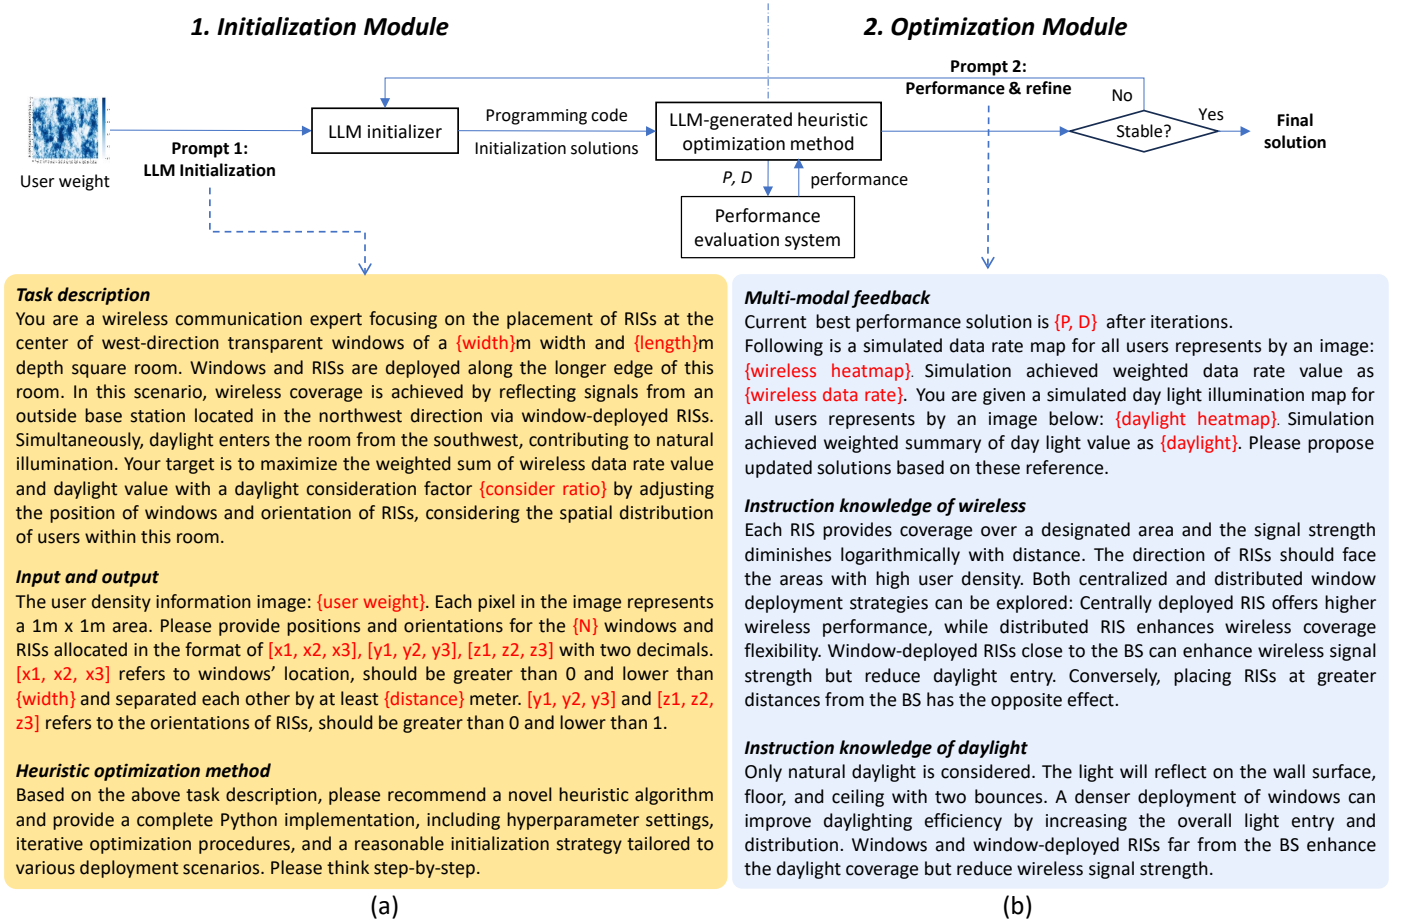 1. Initialization Module
2. Optimization Module
Prompt 2:
Performance & refine
No
Yes
User weight
Prompt 1:
LLM Initialization
LLM initializer
Programming code
Initialization solutions
LLM-generated heuristic
optimization method
P, D
performance
Performance
evaluation system
Stable?
Final
solution
Task description
You are a wireless communication expert focusing on the placement of RISs at the
center of west-direction transparent windows of a {width}m width and {length}m
depth square room. Windows and RISs are deployed along the longer edge of this
room. In this scenario, wireless coverage is achieved by reflecting signals from an
outside base station located in the northwest direction via window-deployed RISs.
Simultaneously, daylight enters the room from the southwest, contributing to natural
illumination. Your target is to maximize the weighted sum of wireless data rate value
and daylight value with a daylight consideration factor {consider ratio} by adjusting
the position of windows and orientation of RISs, considering the spatial distribution
of users within this room.
Input and output
The user density information image: {user weight}. Each pixel in the image represents
a 1m x 1m area. Please provide positions and orientations for the {N} windows and
RISs allocated in the format of [x1, x2, x3], [y1, y2, y3], [z1, z2, z3] with two decimals.
[x1, x2, x3] refers to windows' location, should be greater than 0 and lower than
{width} and separated each other by at least {distance} meter. [y1, y2, y3] and [z1, z2,
z3] refers to the orientations of RISs, should be greater than 0 and lower than 1.
Heuristic optimization method
Based on the above task description, please recommend a novel heuristic algorithm
and provide a complete Python implementation, including hyperparameter settings,
iterative optimization procedures, and a reasonable initialization strategy tailored to
various deployment scenarios. Please think step-by-step.
(a)
Multi-modal feedback
Current best performance solution is {P, D} after iterations.
Following is a simulated data rate map for all users represents by an image:
{wireless heatmap}. Simulation achieved weighted data rate value as
{wireless data rate}. You are given a simulated day light illumination map for
all users represents by an image below: {daylight heatmap}. Simulation
achieved weighted summary of day light value as {daylight}. Please propose
updated solutions based on these reference.
Instruction knowledge of wireless
Each RIS provides coverage over a designated area and the signal strength
diminishes logarithmically with distance. The direction of RISs should face
the areas with high user density. Both centralized and distributed window
deployment strategies can be explored: Centrally deployed RIS offers higher
wireless performance, while distributed RIS enhances wireless coverage
flexibility. Window-deployed RISs close to the BS can enhance wireless signal
strength but reduce daylight entry. Conversely, placing RISs at greater
distances from the BS has the opposite effect.
Instruction knowledge of daylight
Only natural daylight is considered. The light will reflect on the wall surface,
floor, and ceiling with two bounces. A denser deployment of windows can
improve daylighting efficiency by increasing the overall light entry and
distribution. Windows and window-deployed RISs far from the BS enhance
the daylight coverage but reduce wireless signal strength.
(b)